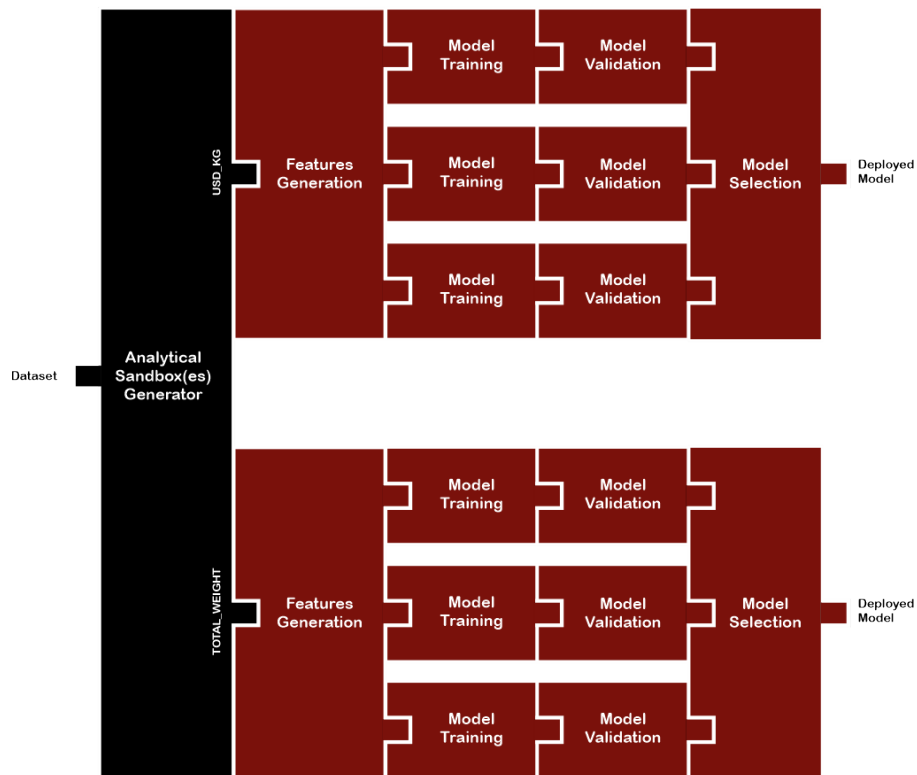 Model
Training
Model
Validation
USD_KG
Features
Generation
Model
Training
Model
Validation
Model
Selection
Deployed
Model
Model
Training
Model
Validation
Dataset
Analytical
Sandbox(es)
Generator
Model
Training
Model
Validation
TOTAL_WEIGHT
Features
Generation
Model
Training
Model
Validation
Model
Selection
Deployed
Model
Model
Training
Model
Validation